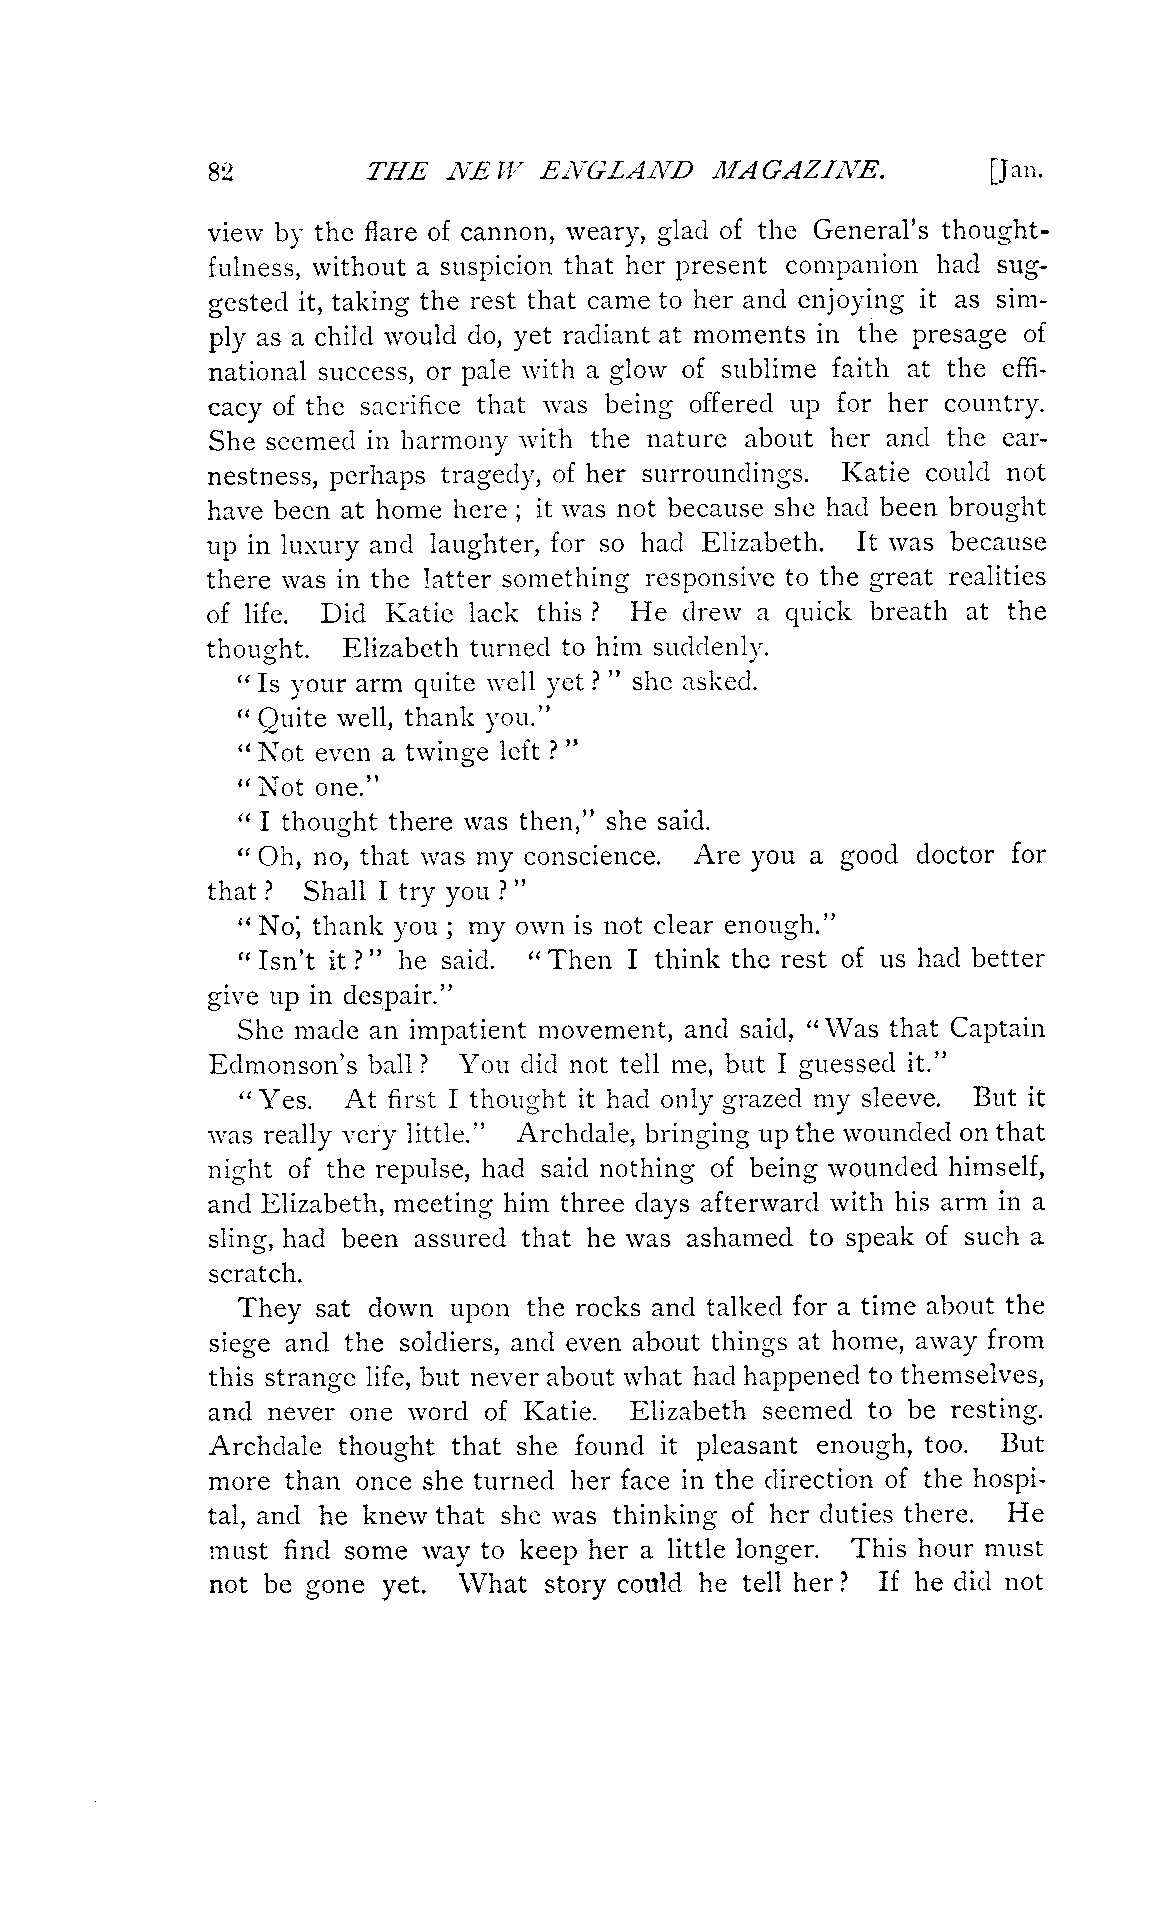 82 THE NEW ENGLAND MAGAZINE. [Jan.
view by the flare of cannon, weary, glad of the General's thought-
fulness, without a suspicion that her present companion had sug-
gested it, taking the rest that came to her and enjoying it as sim-
ply as a child would do, yet radiant at moments in the presage of
national success, or pale with a glow of sublime faith at the effi-
cacy of the sacrifice that was being offered up for her country.
She seemed in harmony with the nature about her and the ear-
nestness, perhaps tragedy, of her surroundings. Katie could not
have been at home here ; it was not because she had been brought
up in luxury and laughter, for so had Elizabeth. It was because
there was in the latter something responsive to the great realities
of life. Did Katie lack this ? He drew a quick breath at the
thought. Elizabeth turned to him suddenly.
" Is your arm quite well yet ? " she asked.
" Quite well, thank you."
" Not even a twinge left ? "
" Not one."
" I thought there was then," she said.
" Oh, no, that was my conscience. Are you a good doctor for
that ? Shall I try you ? "
" No, thank you ; my own is not clear enough."
" Isn't it ? " he said. " Then I think the rest of us had better
give up in despair."
She made an impatient movement, and said, " Was that Captain
Edmonson's ball ? You did not tell me, but I guessed it."
" Yes. At first I thought it had only grazed my sleeve. But it
was really very little." Archdale, bringing up the wounded on that
night of the repulse, had said nothing of being wounded himself,
and Elizabeth, meeting him three days afterward with his arm in a
sling, had been assured that he was ashamed to speak of such a
scratch.
They sat down upon the rocks and talked for a time about the
siege and the soldiers, and even about things at home, away from
this strange life, but never about what had happened to themselves,
and never one word of Katie. Elizabeth seemed to be resting.
Archdale thought that she found it pleasant enough, too. But
more than once she turned her face in the direction of the hospi-
tal, and he knew that she was thinking of her duties there. He
must find some way to keep her a little longer. This hour must
not be gone yet. What story could he tell her ? If he did not